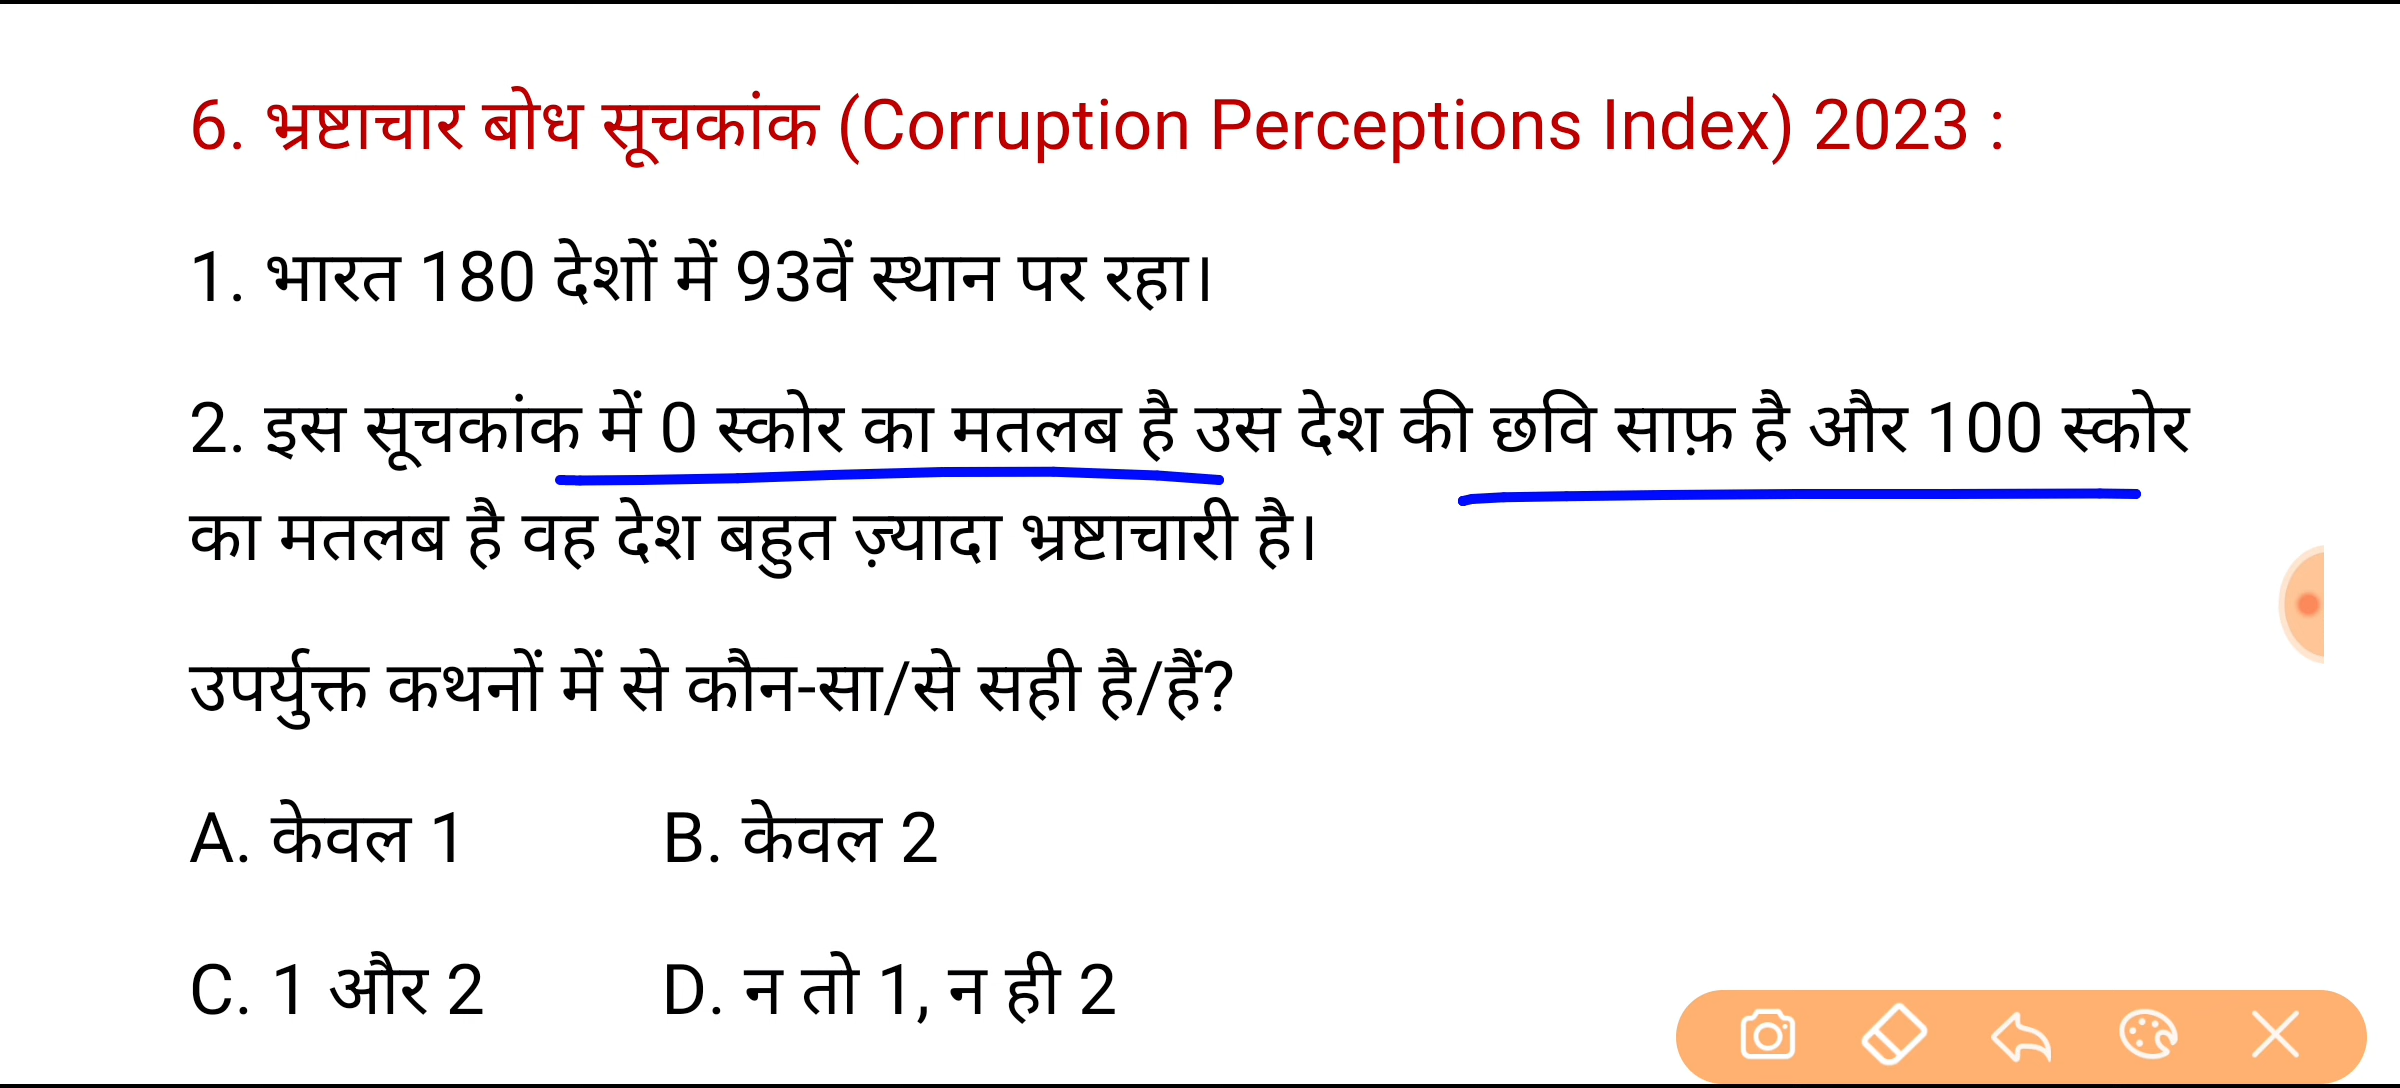 6. भ्रष्टाचार बोध सूचकांक (Corruption Perceptions Index) 2023 :
1. भारत 180 देशों में 93वें स्थान पर रहा।
2. इस सूचकांक में 0 स्कोर का मतलब है उस देश की छवि साफ़ है और 100 स्कोर
का मतलब है वह देश बहुत ज़्यादा भ्रष्टाचारी है।
उपर्युक्त कथनों में से कौन-सा/से सही है/हैं?
A. केवल 1 B. केवल 2
C. 1 और 2 D. न तो 1, न ही 2